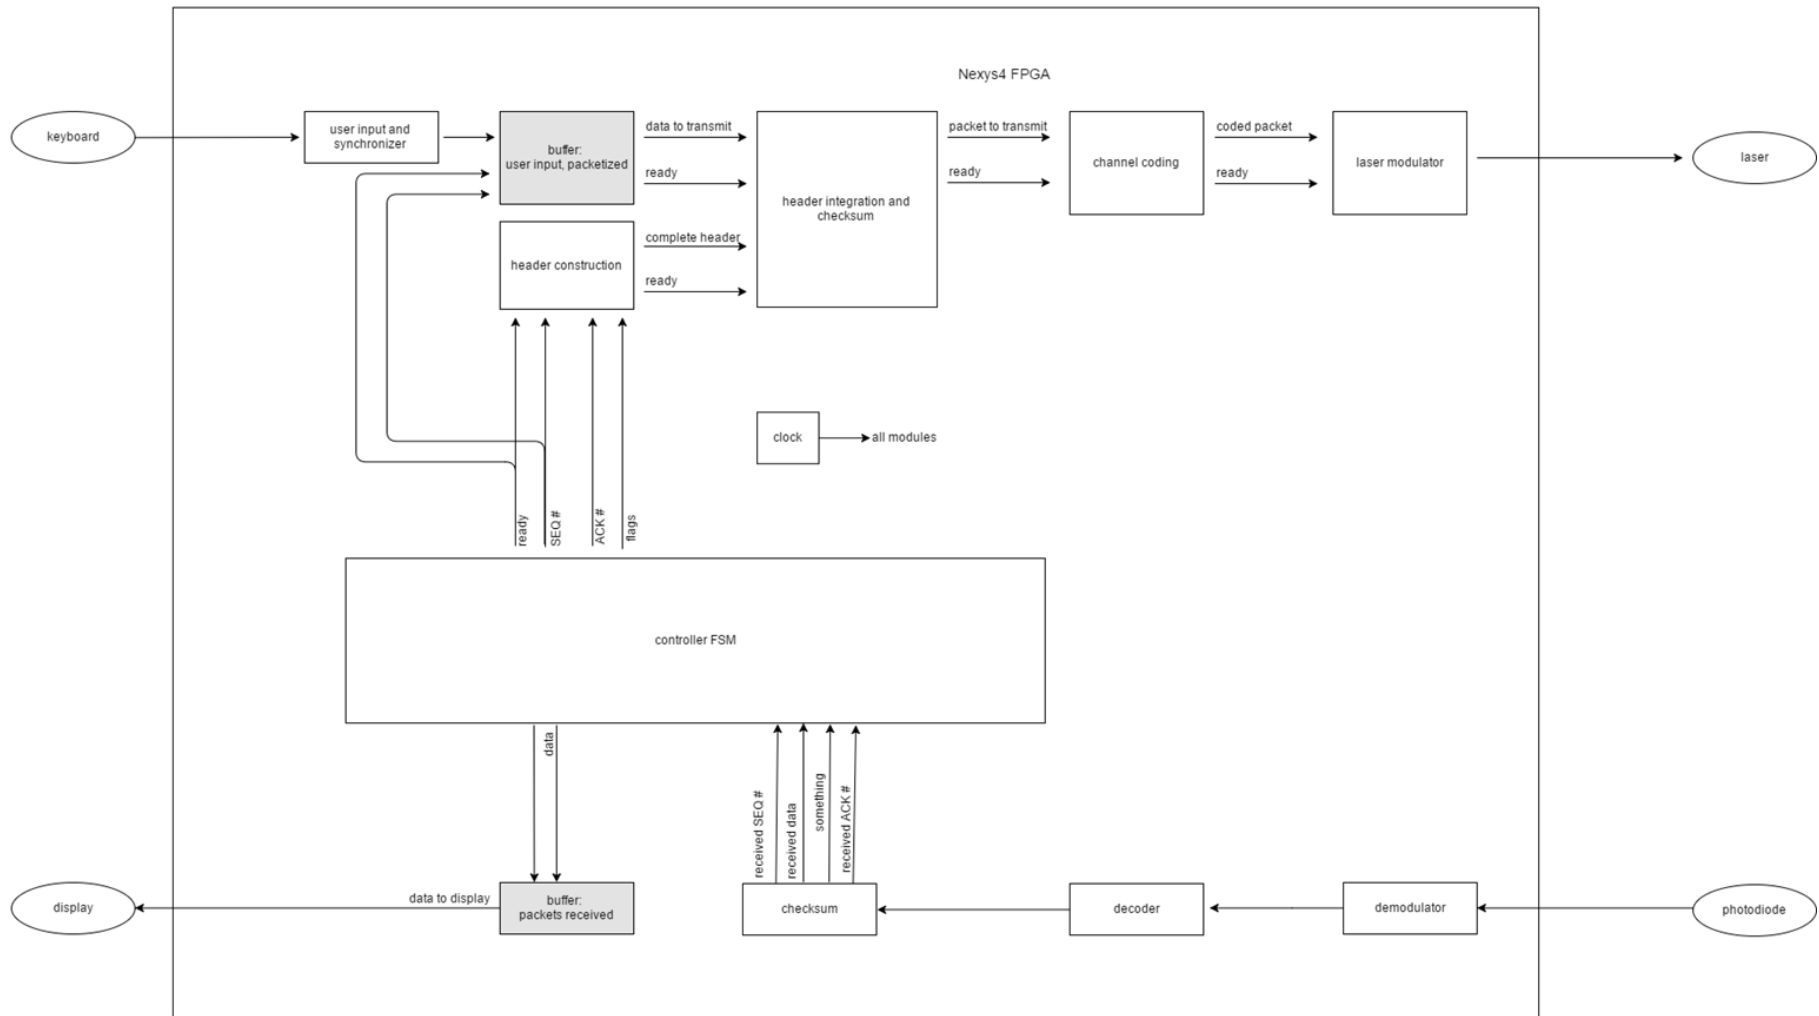 Nexys4 FPGA
keyboard
user input and
synchronizer
buffer:
user input, packetized
data to transmit
ready
header integration and
checksum
packet to transmit
ready
channel coding
coded packet
ready
laser modulator
laser
header construction
complete header
ready
clock
all modules
ready
SEQ #
ACK #
flags
controller FSM
data
received SEQ #
received data
something
received ACK #
display
data to display
buffer:
packets received
checksum
decoder
demodulator
photodiode